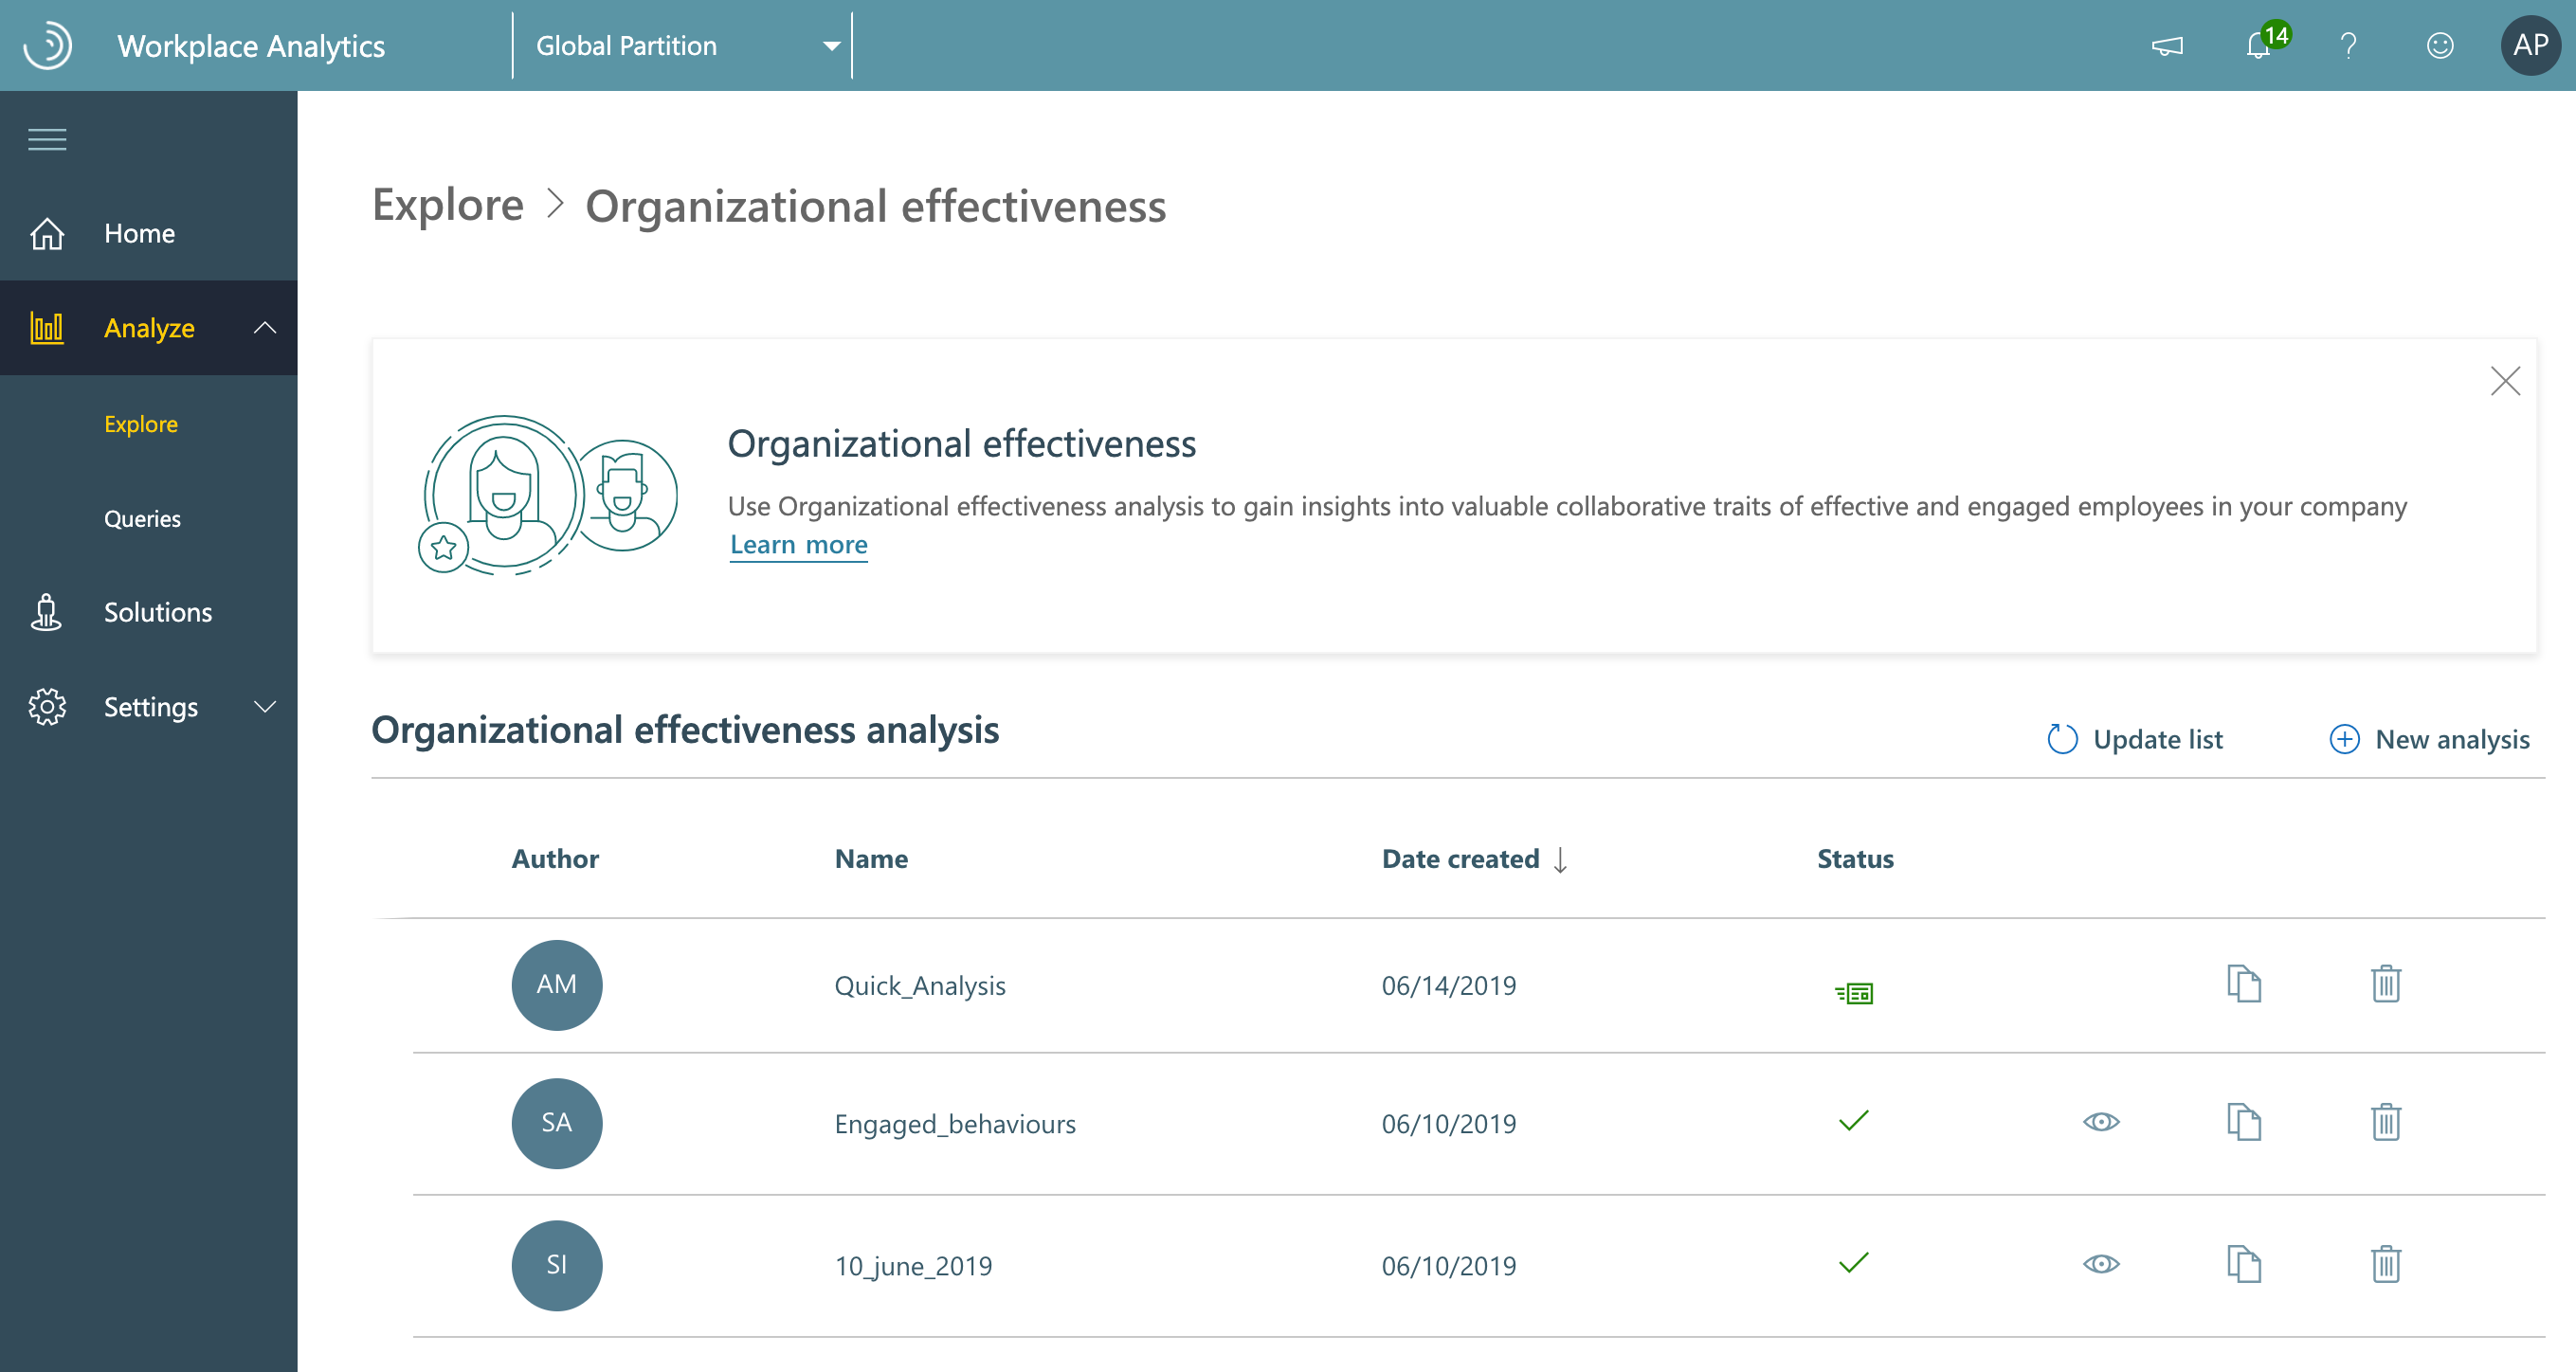 Workplace Analytics
Global Partition
14
AP
Home
Analyze
Explore
Queries
Solutions
Settings
Explore > Organizational effectiveness
Organizational effectiveness
Use Organizational effectiveness analysis to gain insights into valuable collaborative traits of effective and engaged employees in your company
Learn more
Organizational effectiveness analysis
Update list
New analysis
Author Name Date created Status
AM Quick_Analysis 06/14/2019
SA Engaged_behaviours 06/10/2019
SI 10_june_2019 06/10/2019